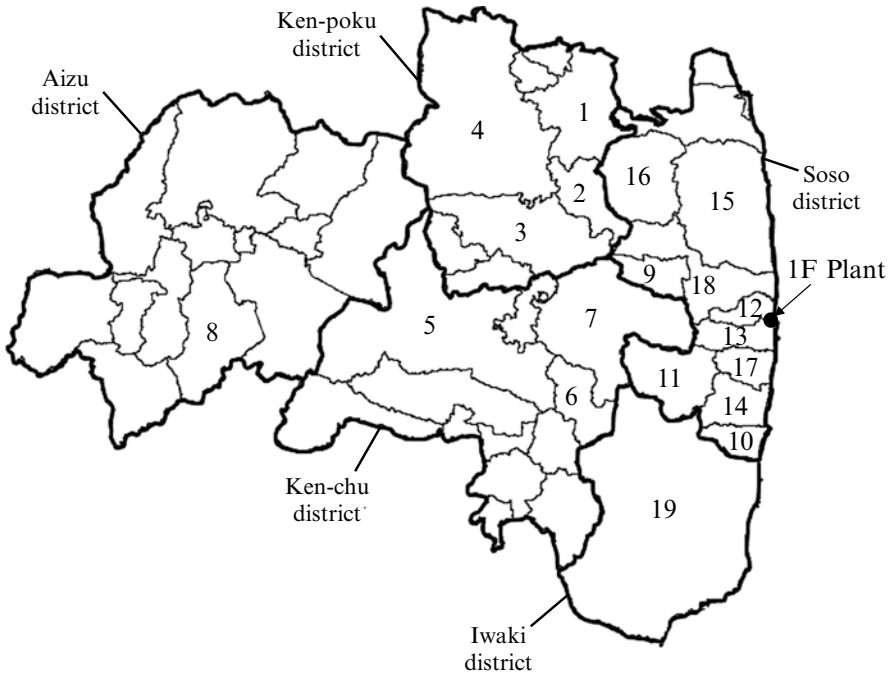 Ken-poku
district
Aizu
district
1
4
16
Soso
district
2
15
3
9
18
1F Plant
12
5
7
8
13
17
11
6
14
10
Ken-chu
district
19
Iwaki
district